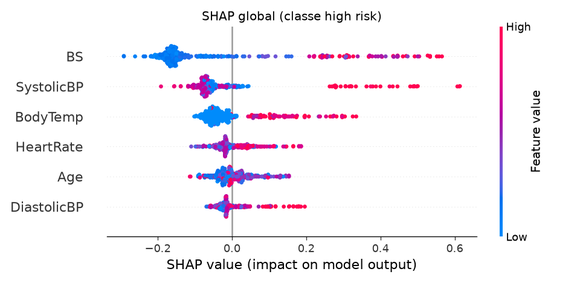 SHAP global (classe high risk)
High
BS
SystolicBP
BodyTemp
HeartRate
Age
DiastolicBP
Feature value
Low
−0.2 0.0 0.2 0.4 0.6
SHAP value (impact on model output)